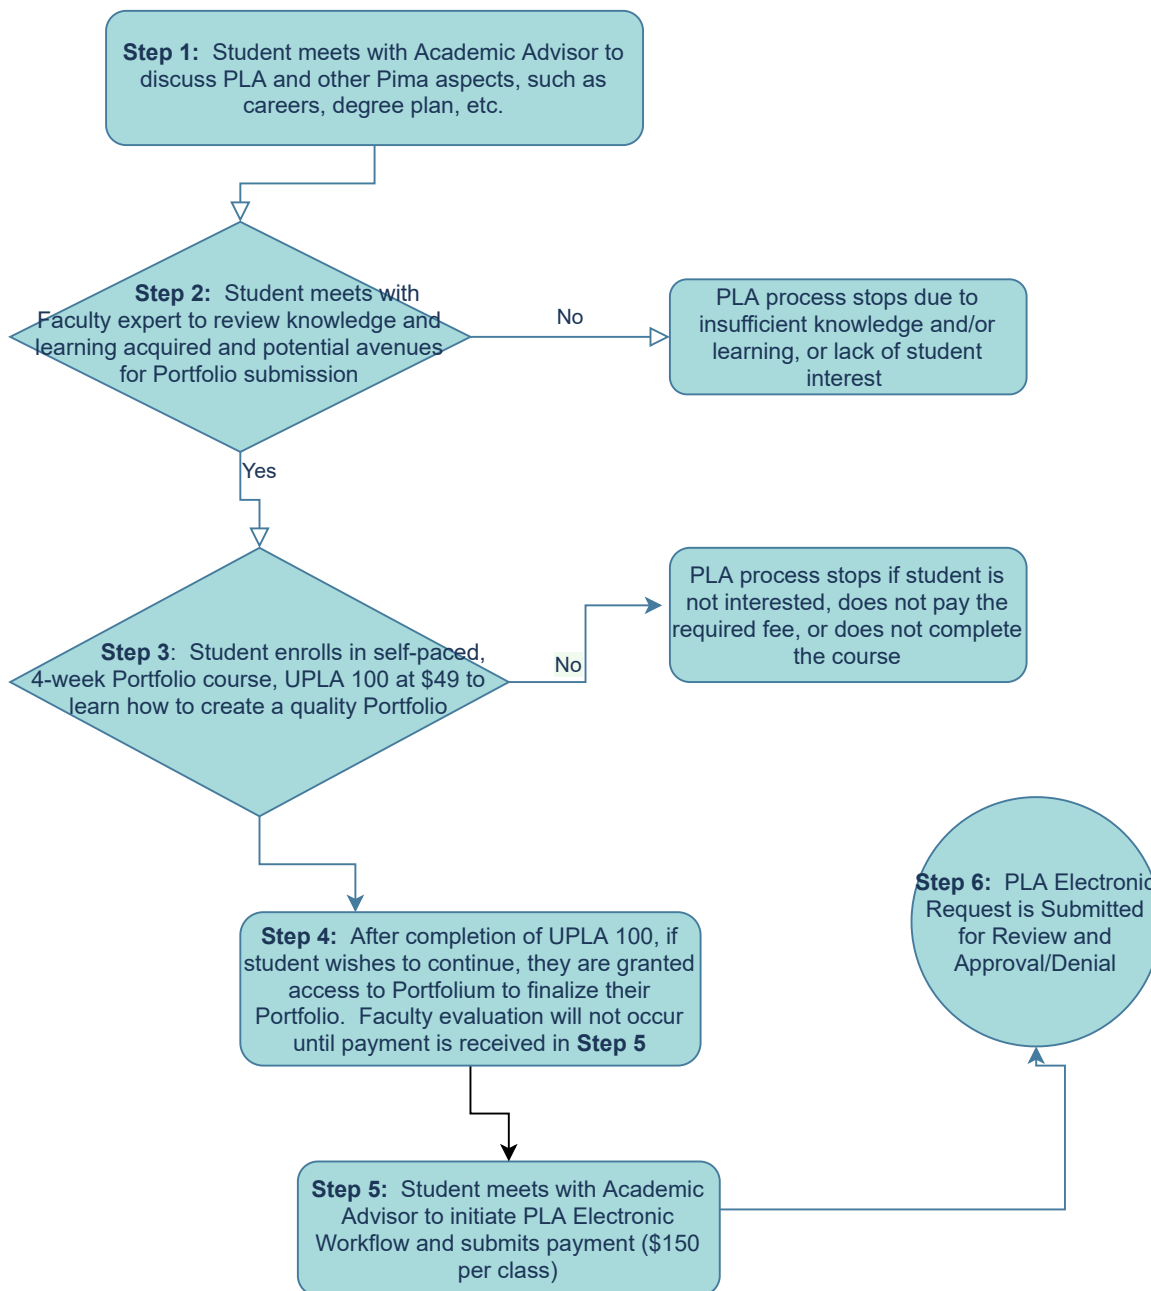 Step 1: Student meets with Academic Advisor to
discuss PLA and other Pima aspects, such as
careers, degree plan, etc.
Step 2: Student meets with
Faculty expert to review knowledge and
learning acquired and potential avenues
for Portfolio submission
No
PLA process stops due to
insufficient knowledge and/or
learning, or lack of student
interest
Yes
Step 3: Student enrolls in self-paced,
4-week Portfolio course, UPLA 100 at $49 to
learn how to create a quality Portfolio
No
PLA process stops if student is
not interested, does not pay the
required fee, or does not complete
the course
Step 4: After completion of UPLA 100, if
student wishes to continue, they are granted
access to Portfolium to finalize their
Portfolio. Faculty evaluation will not occur
until payment is received in Step 5
Step 5: Student meets with Academic
Advisor to initiate PLA Electronic
Workflow and submits payment ($150
per class)
Step 6: PLA Electronic
Request is Submitted
for Review and
Approval/Denial